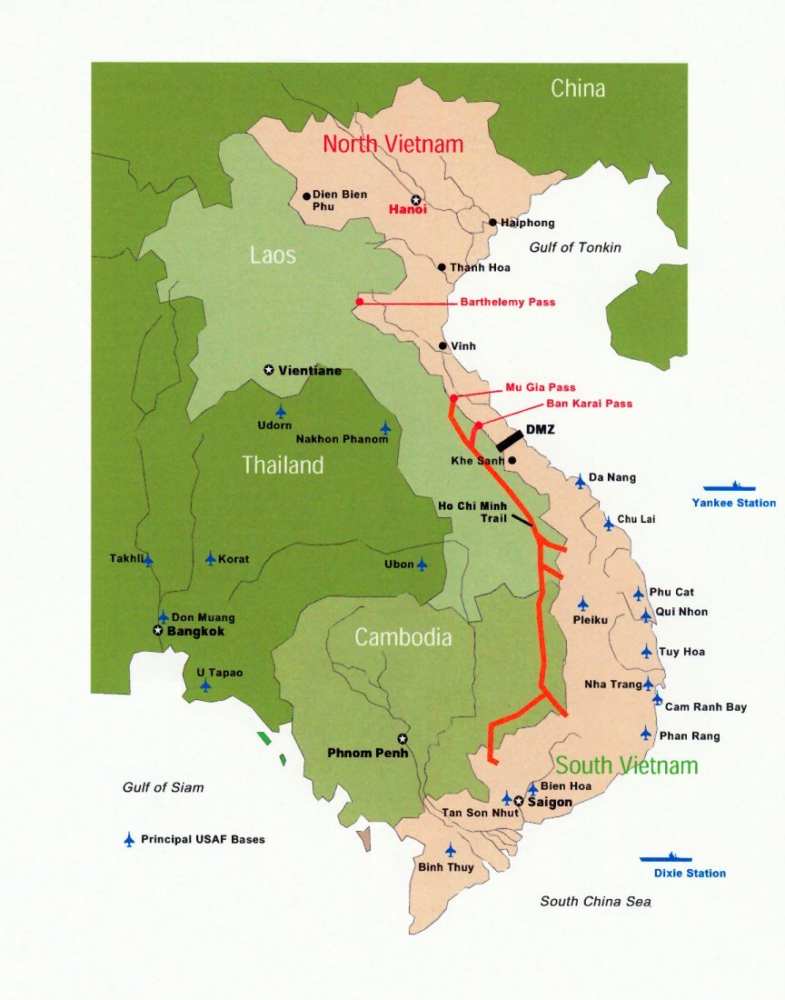 China
North Vietnam
Dien Bien
Phu
Hanoi
Haiphong
Gulf of Tonkin
Laos
Thanh Hoa
Barthelemy Pass
Vinh
Vientiane
Mu Gia Pass
Ban Karai Pass
Udorn
DMZ
Nakhon Phanom
Khe Sanh
Thailand
Da Nang
Yankee Station
Ho Chi Minh
Trail
Chu Lai
Takhli
Korat
Ubon
Phu Cat
Qui Nhon
Don Muang
Pleiku
Bangkok
Cambodia
Tuy Hoa
U Tapao
Nha Trang
Cam Ranh Bay
Phan Rang
Phnom Penh
South Vietnam
Gulf of Siam
Bien Hoa
Saigon
Tan Son Nhut
Principal USAF Bases
Binh Thuy
Dixie Station
South China Sea